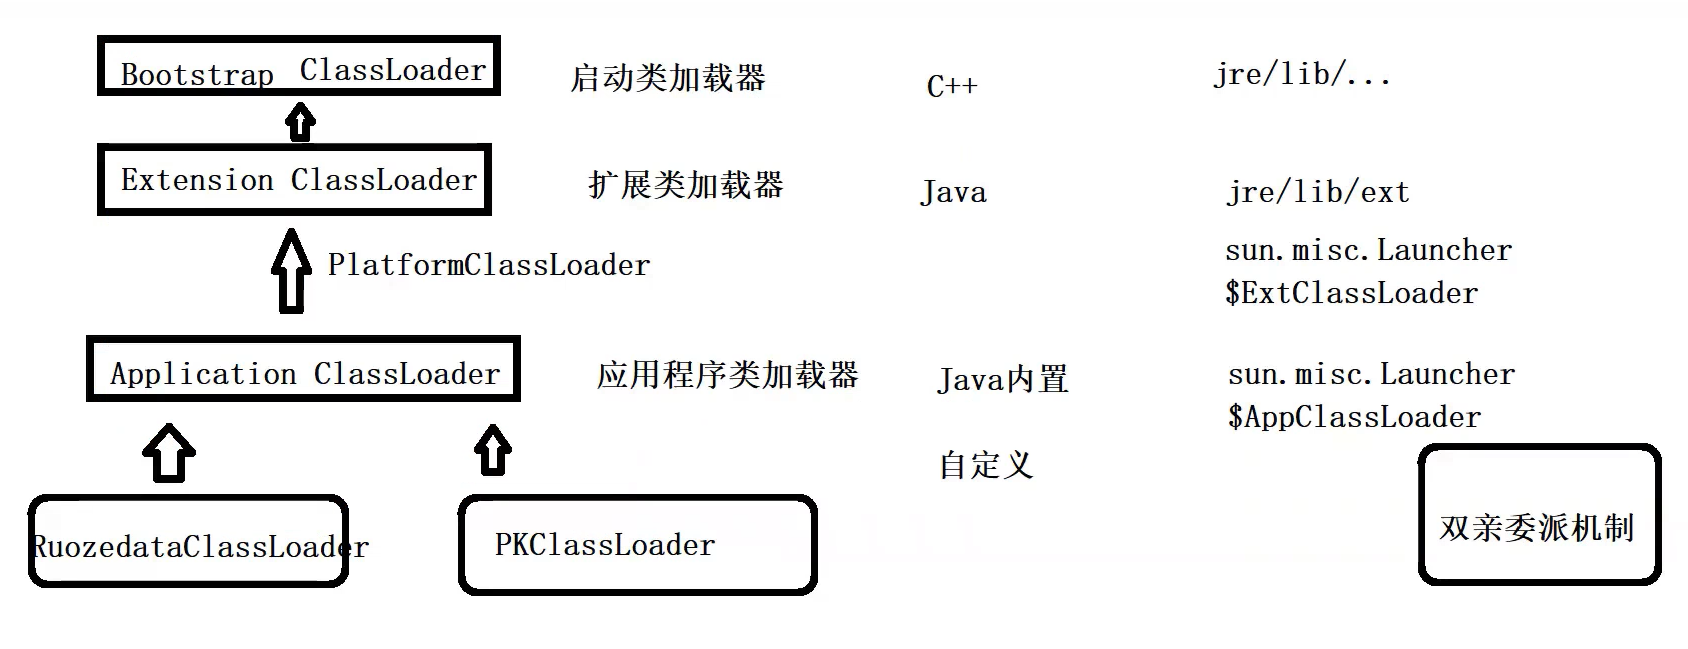 Bootstrap ClassLoader 启动类加载器 C++ jre/lib/...
Extension ClassLoader 扩展类加载器 Java jre/lib/ext
PlatformClassLoader
sun.misc.Launcher
$ExtClassLoader
Application ClassLoader 应用程序类加载器 Java内置
sun.misc.Launcher
$AppClassLoader
自定义
RuozedataClassLoader PKClassLoader
双亲委派机制